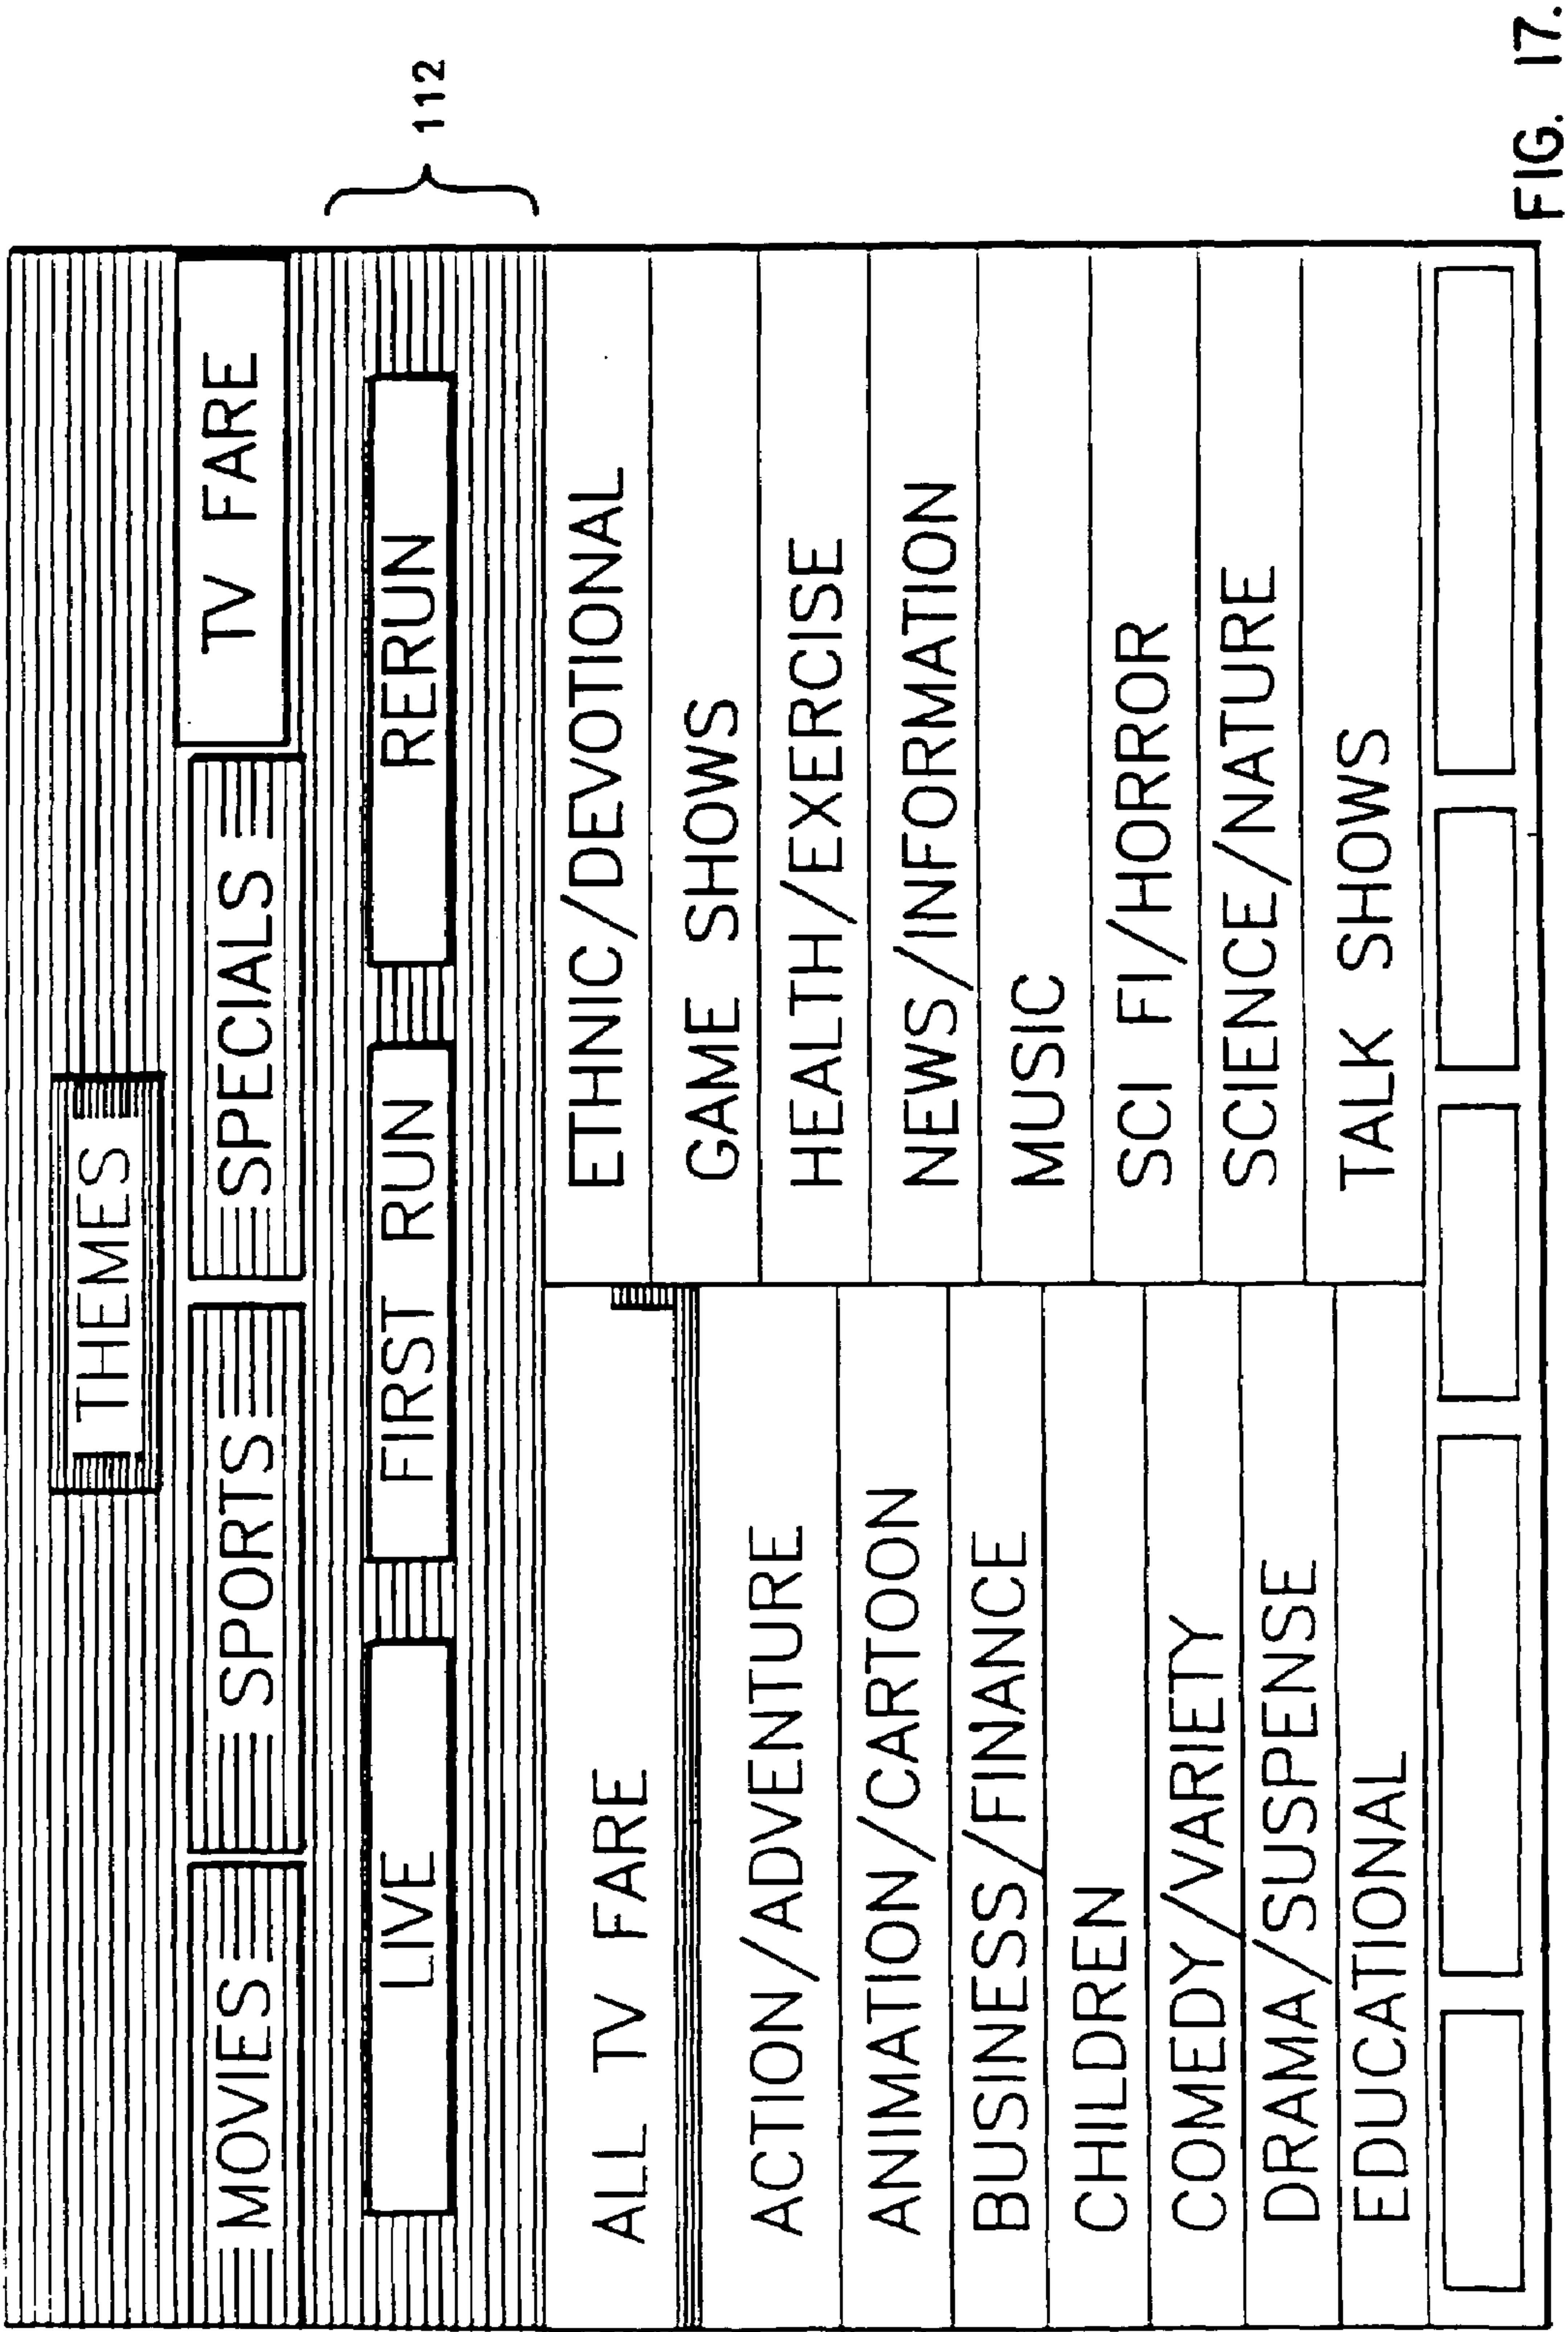 THEMES
MOVIES SPORTS SPECIALS TV FARE
LIVE FIRST RUN RERUN
112
ALL TV FARE
ACTION/ADVENTURE
ANIMATION/CARTOON
BUSINESS/FINANCE
CHILDREN
COMEDY/VARIETY
DRAMA/SUSPENSE
EDUCATIONAL
ETHNIC/DEVOTIONAL
GAME SHOWS
HEALTH/EXERCISE
NEWS/INFORMATION
MUSIC
SCI FI/HORROR
SCIENCE/NATURE
TALK SHOWS
FIG. 17.